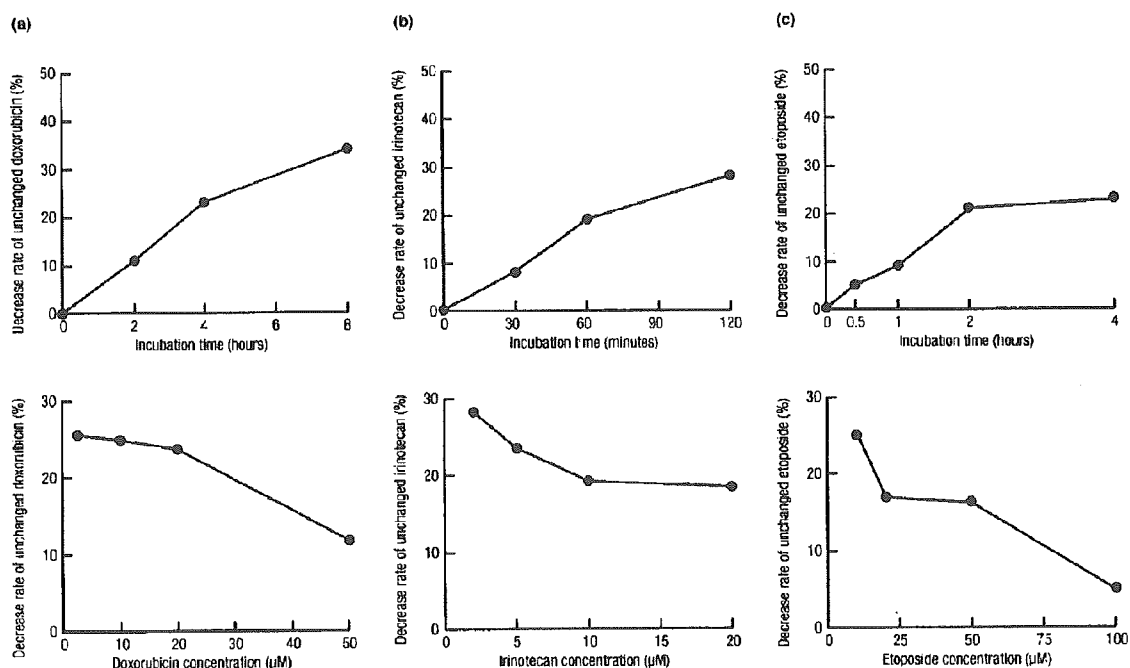 (a)
Decrease rate of unchanged doxorubicin (%)
50
40
30
20
10
0
0 2 4 6 8
Incubation time (hours)
(b)
Decrease rate of unchanged irinotecan (%)
50
40
30
20
10
0
0 30 60 90 120
Incubation time (minutes)
(c)
Decrease rate of unchanged etoposide (%)
50
40
30
20
10
0
0 0.5 1 2 4
Incubation time (hours)
Decrease rate of unchanged doxorubicin (%)
30
20
10
0
0 10 20 30 40 50
Doxorubicin concentration (µM)
Decrease rate of unchanged irinotecan (%)
30
20
10
0
0 5 10 15 20
Irinotecan concentration (µM)
Decrease rate of unchanged etoposide (%)
30
20
10
0
0 25 50 75 100
Etoposide concentration (µM)